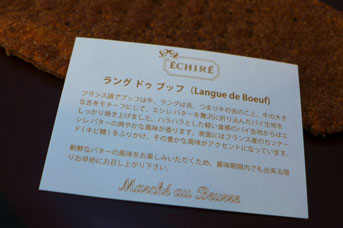 ÉCHIRÉ
ラング ドゥ ブッフ (Langue de Boeuf)
フランス語でブッフは牛、ラングは舌、つまり牛の舌のこと。牛の大き
な舌をモチーフにして、エシレバターを贅沢に折り込んだパイ生地を
しっかり焼き上げました。ハラハラとした軽い食感のパイ生地からはエ
シレ バターの爽やかな風味が香ります。表面にはフランス産のカソナー
ド(キビ糖)をふりかけ、その豊かな風味がアクセントになっています。
新鮮なバターの風味をお楽しみいただくため、賞味期限内でも出来る限
りお早めにお召し上がり下さい。
Marché au Beurre